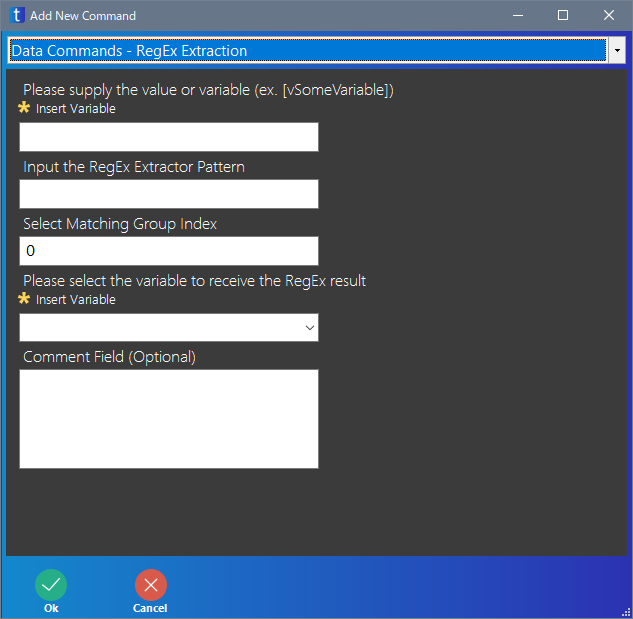 t Add New Command
Data Commands - RegEx Extraction
Please supply the value or variable (ex. [vSomeVariable])
Insert Variable
Input the RegEx Extractor Pattern
Select Matching Group Index
0
Please select the variable to receive the RegEx result
Insert Variable
Comment Field (Optional)
Ok Cancel